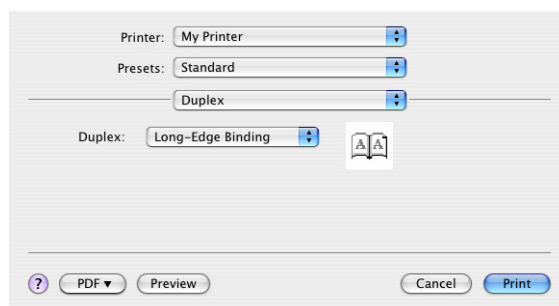 Printer: My Printer
Presets: Standard
Duplex
Duplex: Long-Edge Binding
A A
? PDF▼ Preview Cancel Print